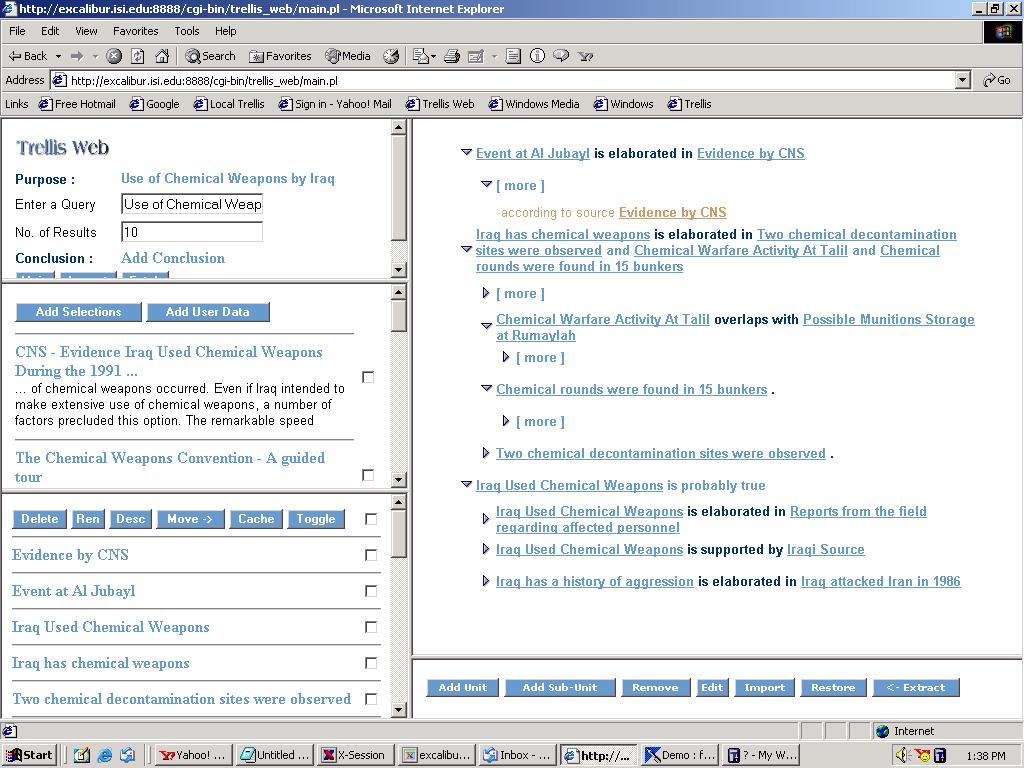 http://excalibur.isi.edu:8888/cgi-bin/trellis_web/main.pl - Microsoft Internet Explorer
File Edit View Favorites Tools Help
Back Search Favorites Media
Address http://excalibur.isi.edu:8888/cgi-bin/trellis_web/main.pl Go
Links Free Hotmail Google Local Trellis Sign in - Yahoo! Mail Trellis Web Windows Media Windows Trellis
Trellis Web
Purpose : Use of Chemical Weapons by Iraq
Enter a Query Use of Chemical Weap
No. of Results 10
Conclusion : Add Conclusion
Add Selections Add User Data
CNS - Evidence Iraq Used Chemical Weapons
During the 1991 ...
... of chemical weapons occurred. Even if Iraq intended to
make extensive use of chemical weapons, a number of
factors precluded this option. The remarkable speed
The Chemical Weapons Convention - A guided
tour
Delete Ren Desc Move -> Cache Toggle
Evidence by CNS
Event at Al Jubayl
Iraq Used Chemical Weapons
Iraq has chemical weapons
Two chemical decontamination sites were observed
Event at Al Jubayl is elaborated in Evidence by CNS
[ more ]
according to source Evidence by CNS
Iraq has chemical weapons is elaborated in Two chemical decontamination
sites were observed and Chemical Warfare Activity At Talil and Chemical
rounds were found in 15 bunkers
[ more ]
Chemical Warfare Activity At Talil overlaps with Possible Munitions Storage
at Rumaylah
[ more ]
Chemical rounds were found in 15 bunkers .
[ more ]
Two chemical decontamination sites were observed .
Iraq Used Chemical Weapons is probably true
Iraq Used Chemical Weapons is elaborated in Reports from the field
regarding affected personnel
Iraq Used Chemical Weapons is supported by Iraqi Source
Iraq has a history of aggression is elaborated in Iraq attacked Iran in 1986
Add Unit Add Sub-Unit Remove Edit Import Restore <- Extract
Internet
Start Yahoo! ... Untitled ... X-Session excalibu... Inbox - ... http://... Demo : f... ? - My W... 1:38 PM